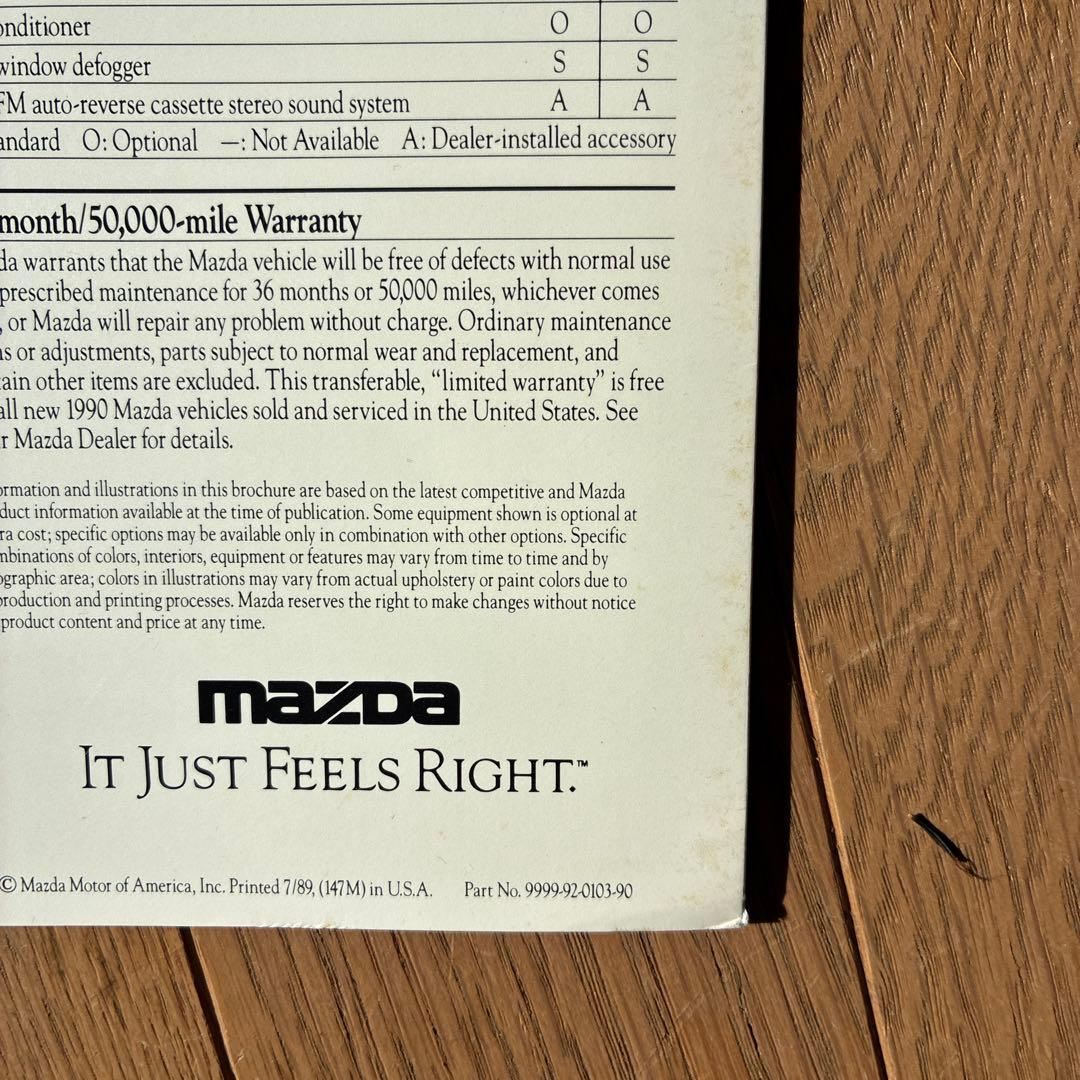 onditioner O O
window defogger S S
FM auto-reverse cassette stereo sound system A A
andard O: Optional —: Not Available A: Dealer-installed accessory
month/50,000-mile Warranty
da warrants that the Mazda vehicle will be free of defects with normal use
prescribed maintenance for 36 months or 50,000 miles, whichever comes
, or Mazda will repair any problem without charge. Ordinary maintenance
ns or adjustments, parts subject to normal wear and replacement, and
tain other items are excluded. This transferable, “limited warranty” is free
all new 1990 Mazda vehicles sold and serviced in the United States. See
r Mazda Dealer for details.
ormation and illustrations in this brochure are based on the latest competitive and Mazda
duct information available at the time of publication. Some equipment shown is optional at
ra cost; specific options may be available only in combination with other options. Specific
mbinations of colors, interiors, equipment or features may vary from time to time and by
ographic area; colors in illustrations may vary from actual upholstery or paint colors due to
production and printing processes. Mazda reserves the right to make changes without notice
product content and price at any time.
mazda
IT JUST FEELS RIGHT.™
© Mazda Motor of America, Inc. Printed 7/89, (147M) in U.S.A. Part No. 9999-92-0103-90